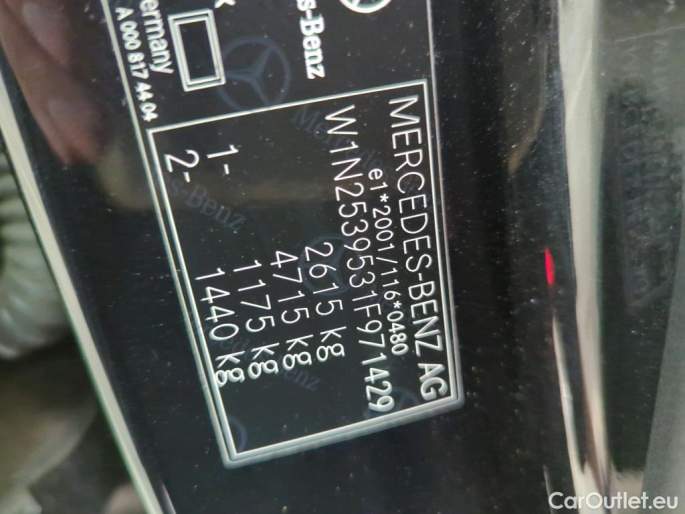 MERCEDES-BENZ AG
e1*2001/116*0480
W1N2539531F971429
2615 kg
4715 kg
1- 1175 kg
2- 1440 kg
s-Benz
K
Germany
A 000 817 44 04
CarOutlet.eu